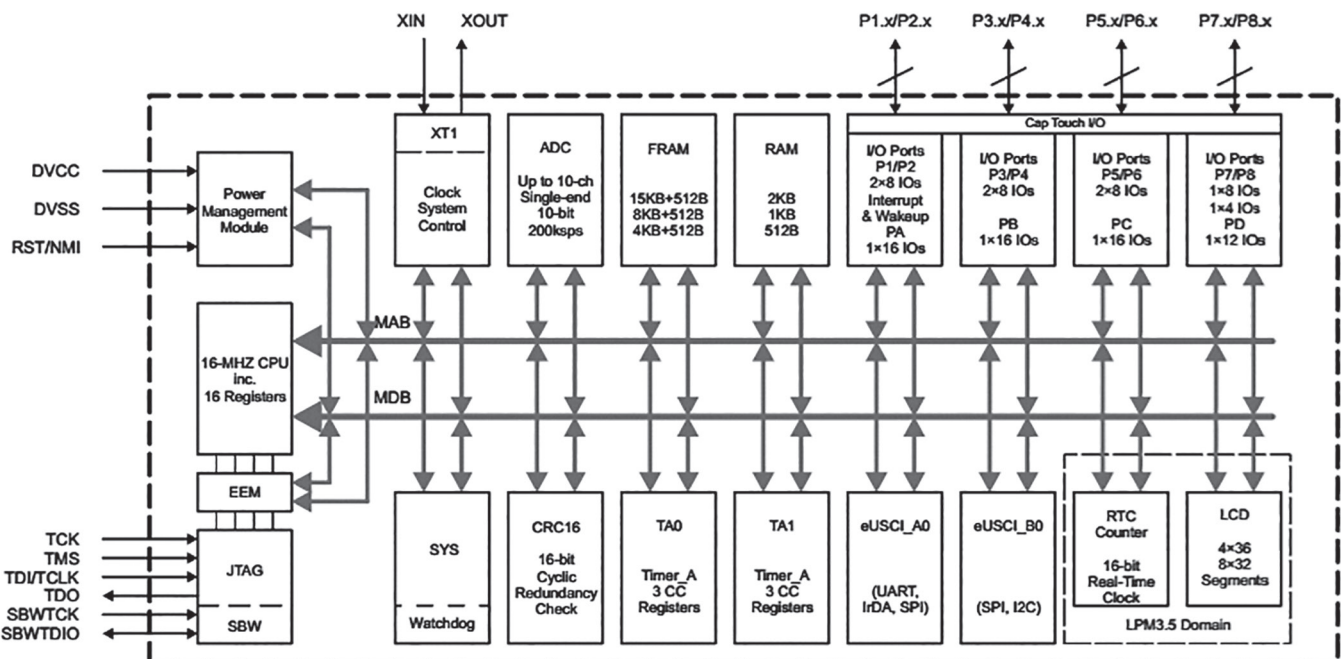 XIN XOUT P1.x/P2.x P3.x/P4.x P5.x/P6.x P7.x/P8.x
DVCC
DVSS
RST/NMI
Power
Management
Module
XT1
Clock
System
Control
ADC
Up to 10-ch
Single-end
10-bit
200ksps
FRAM
15KB+512B
8KB+512B
4KB+512B
RAM
2KB
1KB
512B
Cap Touch I/O
I/O Ports
P1/P2
2×8 IOs
Interrupt
& Wakeup
PA
1×16 IOs
I/O Ports
P3/P4
2×8 IOs
PB
1×16 IOs
I/O Ports
P5/P6
2×8 IOs
PC
1×16 IOs
I/O Ports
P7/P8
1×8 IOs
1×4 IOs
PD
1×12 IOs
MAB
16-MHZ CPU
inc.
16 Registers
MDB
EEM
TCK
TMS
TDI/TCLK
TDO
SBWTCK
SBWTDIO
JTAG
SBW
SYS
Watchdog
CRC16
16-bit
Cyclic
Redundancy
Check
TA0
Timer_A
3 CC
Registers
TA1
Timer_A
3 CC
Registers
eUSCI_A0
(UART,
IrDA, SPI)
eUSCI_B0
(SPI, I2C)
RTC
Counter
16-bit
Real-Time
Clock
LCD
4×36
8×32
Segments
LPM3.5 Domain